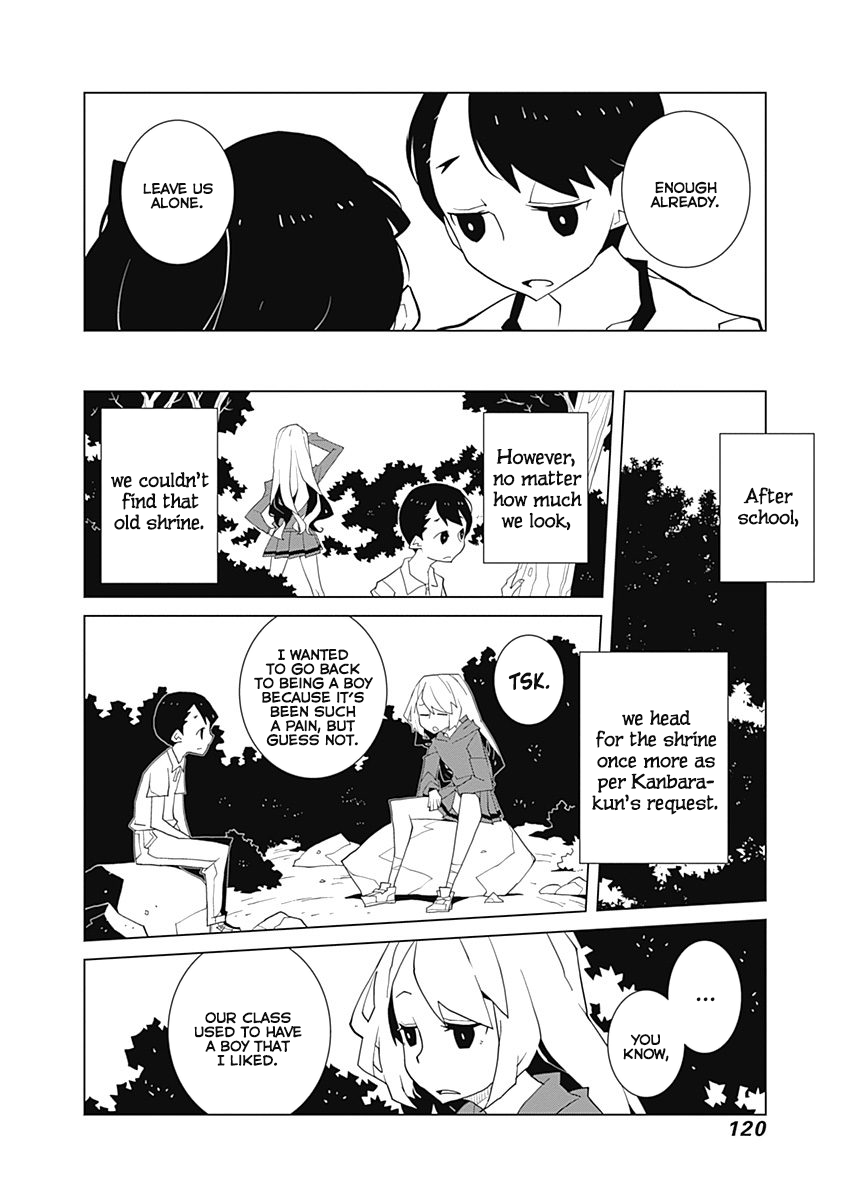 ENOUGH
ALREADY.
LEAVE US
ALONE.
After
school,
we head
for the shrine
once more as
per Kanbara-
kun's request.
However,
no matter
how much
we look,
we couldn't
find that
old shrine.
TSK.
I WANTED
TO GO BACK
TO BEING A BOY
BECAUSE IT'S
BEEN SUCH
A PAIN, BUT
GUESS NOT.
...
YOU
KNOW,
OUR CLASS
USED TO HAVE
A BOY THAT
I LIKED.
120